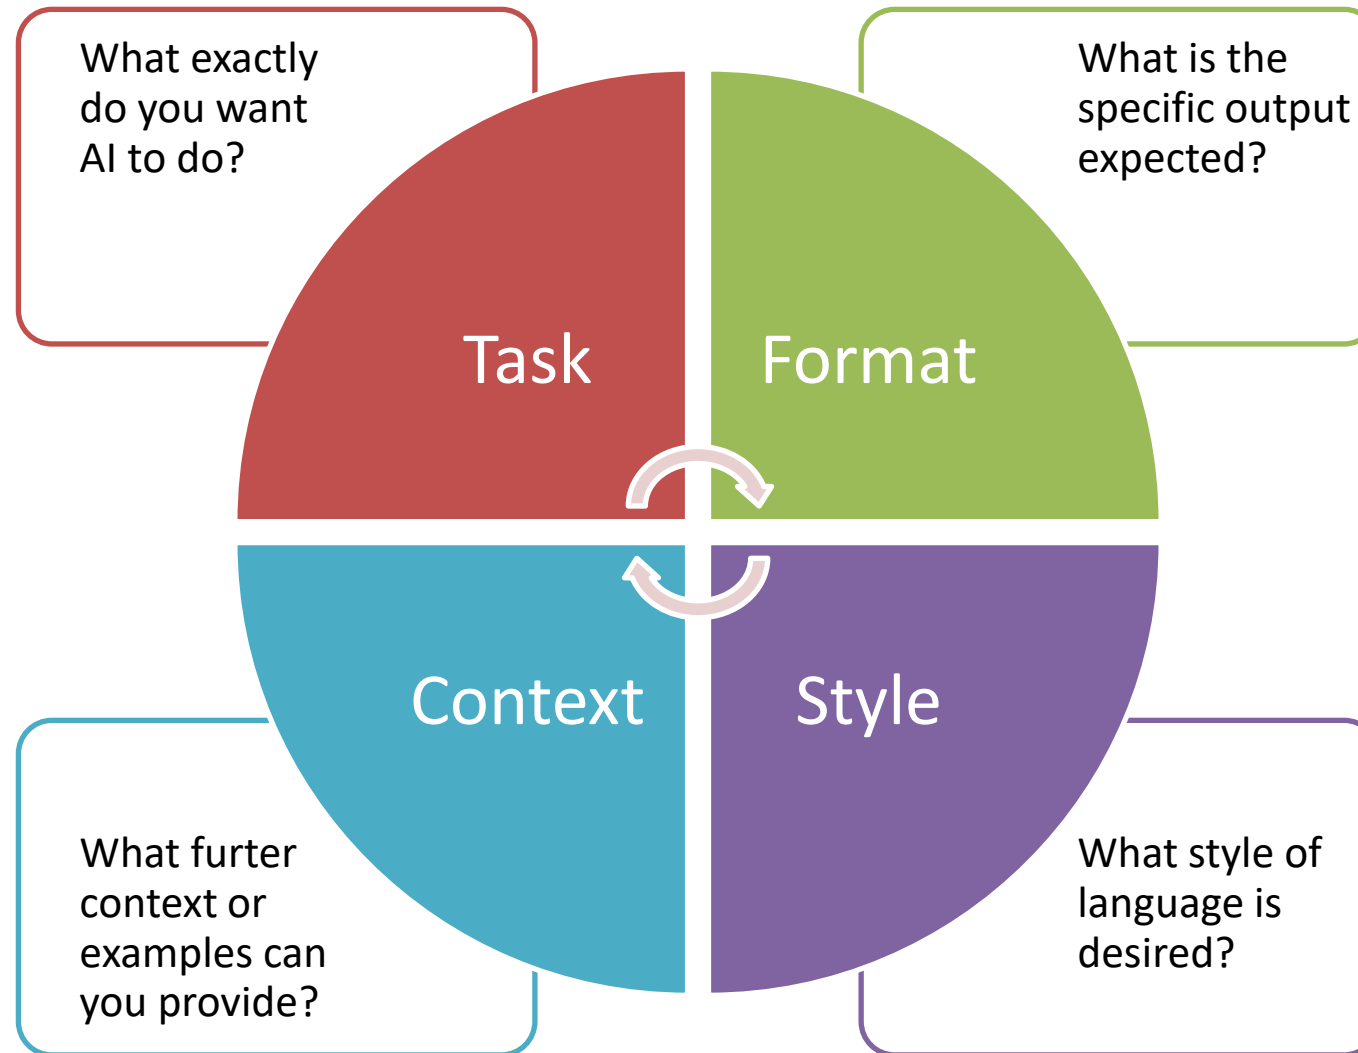 What exactly
do you want
AI to do?
What is the
specific output
expected?
Task
Format
Context
Style
What furter
context or
examples can
you provide?
What style of
language is
desired?